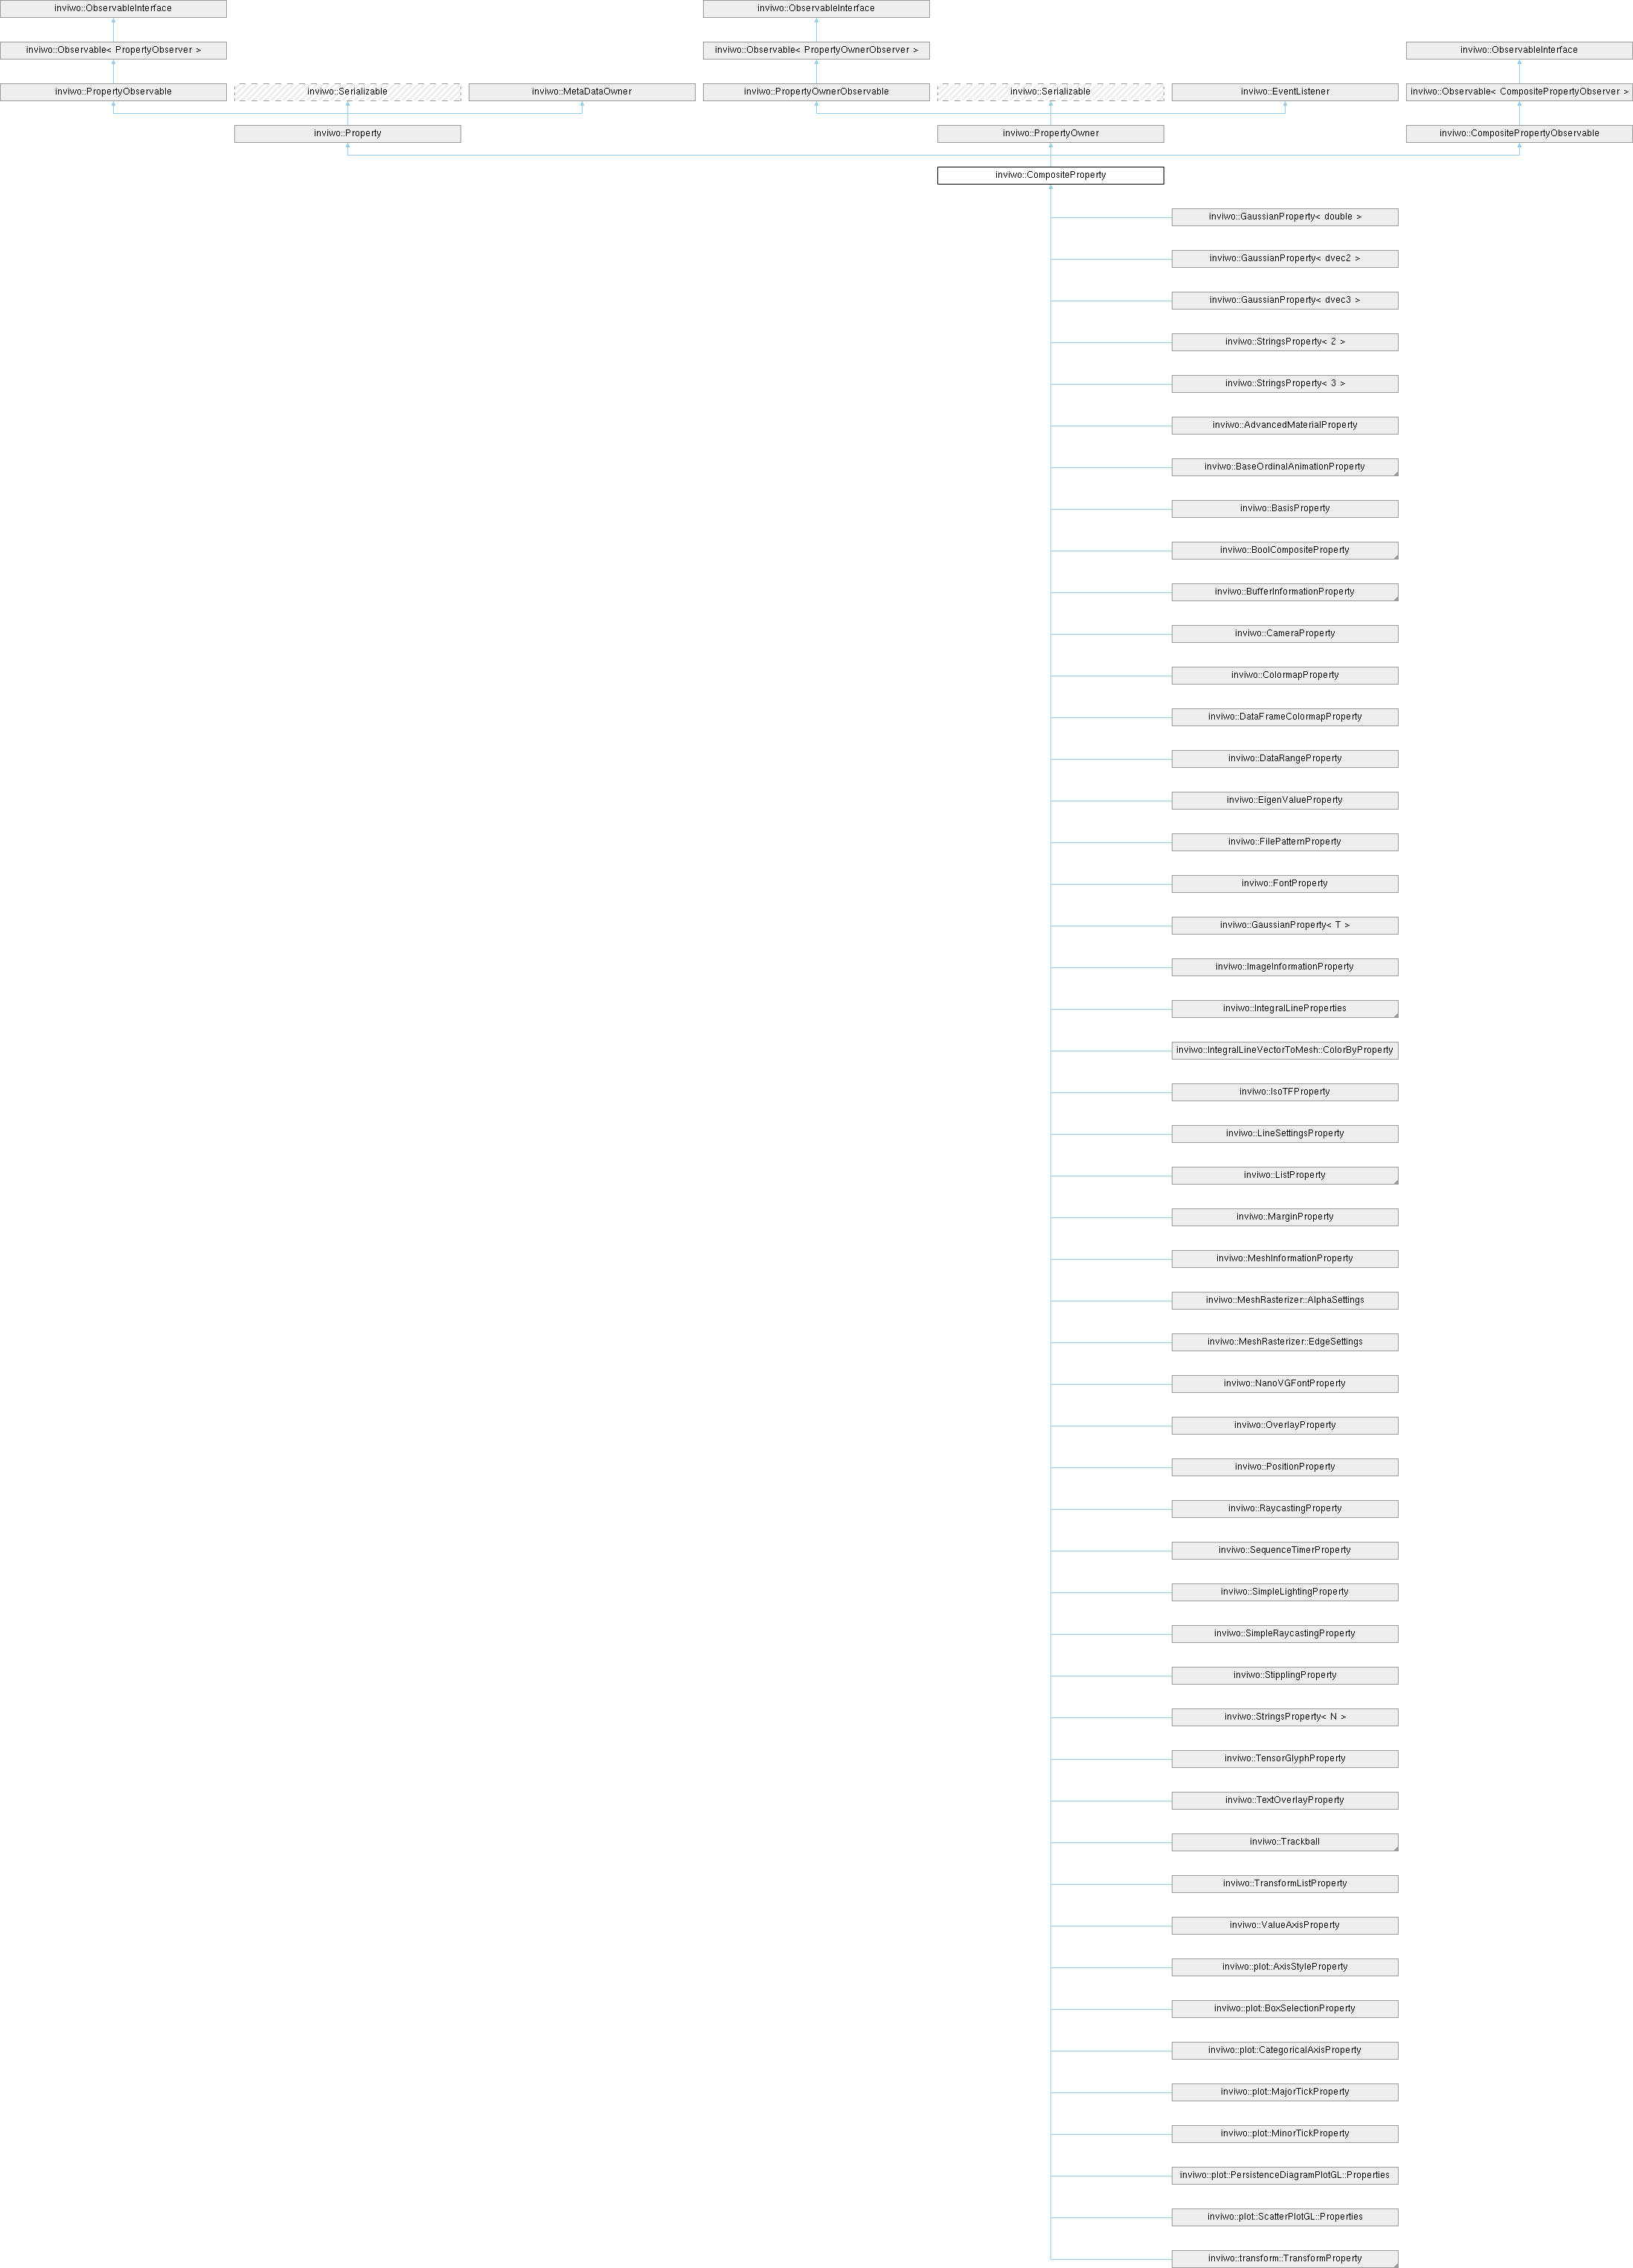 inviwo::ObservableInterface
inviwo::ObservableInterface
inviwo::Observable< PropertyObserver >
inviwo::Observable< PropertyOwnerObserver >
inviwo::ObservableInterface
inviwo::PropertyObservable
inviwo::Serializable
inviwo::MetaDataOwner
inviwo::PropertyOwnerObservable
inviwo::Serializable
inviwo::EventListener
inviwo::Observable< CompositePropertyObserver >
inviwo::Property
inviwo::PropertyOwner
inviwo::CompositePropertyObservable
inviwo::CompositeProperty
inviwo::GaussianProperty< double >
inviwo::GaussianProperty< dvec2 >
inviwo::GaussianProperty< dvec3 >
inviwo::StringsProperty< 2 >
inviwo::StringsProperty< 3 >
inviwo::AdvancedMaterialProperty
inviwo::BaseOrdinalAnimationProperty
inviwo::BasisProperty
inviwo::BoolCompositeProperty
inviwo::BufferInformationProperty
inviwo::CameraProperty
inviwo::ColormapProperty
inviwo::DataFrameColormapProperty
inviwo::DataRangeProperty
inviwo::EigenValueProperty
inviwo::FilePatternProperty
inviwo::FontProperty
inviwo::GaussianProperty< T >
inviwo::ImageInformationProperty
inviwo::IntegralLineProperties
inviwo::IntegralLineVectorToMesh::ColorByProperty
inviwo::IsoTFProperty
inviwo::LineSettingsProperty
inviwo::ListProperty
inviwo::MarginProperty
inviwo::MeshInformationProperty
inviwo::MeshRasterizer::AlphaSettings
inviwo::MeshRasterizer::EdgeSettings
inviwo::NanoVGFontProperty
inviwo::OverlayProperty
inviwo::PositionProperty
inviwo::RaycastingProperty
inviwo::SequenceTimerProperty
inviwo::SimpleLightingProperty
inviwo::SimpleRaycastingProperty
inviwo::StipplingProperty
inviwo::StringsProperty< N >
inviwo::TensorGlyphProperty
inviwo::TextOverlayProperty
inviwo::Trackball
inviwo::TransformListProperty
inviwo::ValueAxisProperty
inviwo::plot::AxisStyleProperty
inviwo::plot::BoxSelectionProperty
inviwo::plot::CategoricalAxisProperty
inviwo::plot::MajorTickProperty
inviwo::plot::MinorTickProperty
inviwo::plot::PersistenceDiagramPlotGL::Properties
inviwo::plot::ScatterPlotGL::Properties
inviwo::transform::TransformProperty